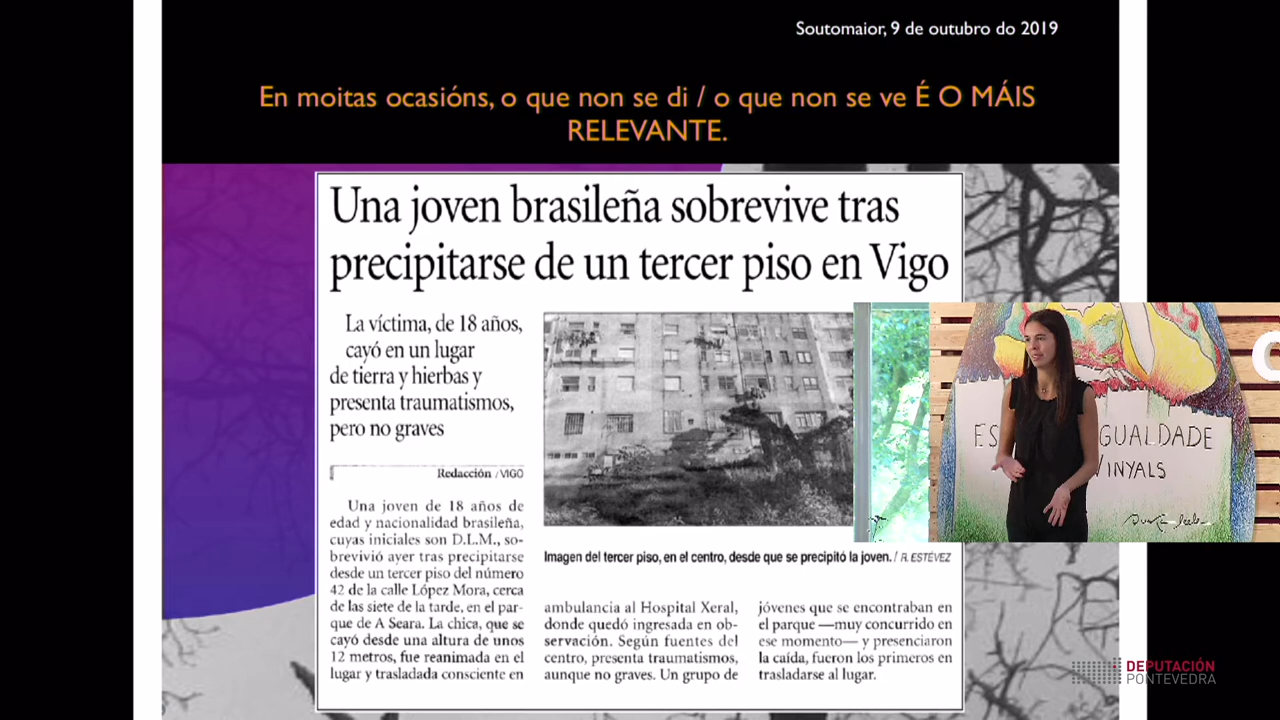 Soutomaior, 9 de outubro do 2019
En moitas ocasións, o que non se di / o que non se ve É O MÁIS
RELEVANTE.
Una joven brasileña sobrevive tras
precipitarse de un tercer piso en Vigo
La víctima, de 18 años,
cayó en un lugar
de tierra y hierbas y
presenta traumatismos,
pero no graves
Redacción / VIGO
Una joven de 18 años de
edad y nacionalidad brasileña,
cuyas iniciales son D.L.M., so-
brevivió ayer tras precipitarse
desde un tercer piso del número
42 de la calle López Mora, cerca
de las siete de la tarde, en el par-
que de A Seara. La chica, que se
cayó desde una altura de unos
12 metros, fue reanimada en el
lugar y trasladada consciente en
Imagen del tercer piso, en el centro, desde que se precipitó la joven. / R. ESTÉVEZ
ambulancia al Hospital Xeral,
donde quedó ingresada en ob-
servación. Según fuentes del
centro, presenta traumatismos,
aunque no graves. Un grupo de
jóvenes que se encontraban en
el parque —muy concurrido en
ese momento— y presenciaron
la caída, fueron los primeros en
trasladarse al lugar.
ES GUALDADE
VINYALS
DEPUTACIÓN
PONTEVEDRA